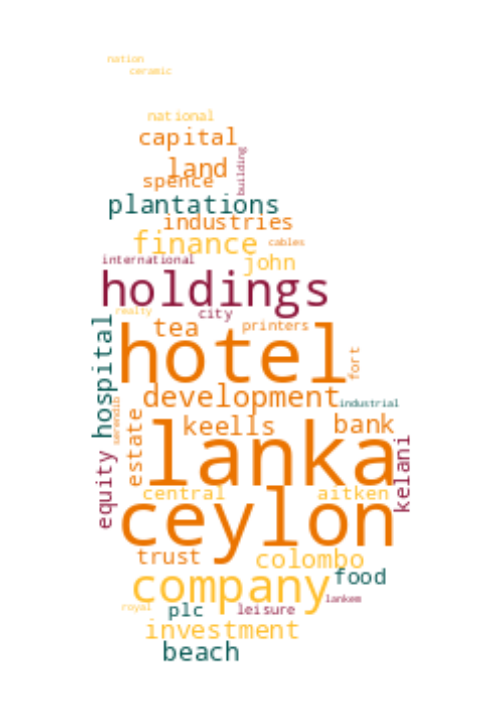 nation
ceramic
national
capital
building
land
spence
plantations
industries
finance
cables
international
john
holdings
realty
city
tea
printers
hospital
hotel
fort
development
industrial
serendib
estate
keells
bank
lanka
equity
kelani
central
aitken
ceylon
trust
colombo
company
food
lankem
royal
plc
leisure
investment
beach